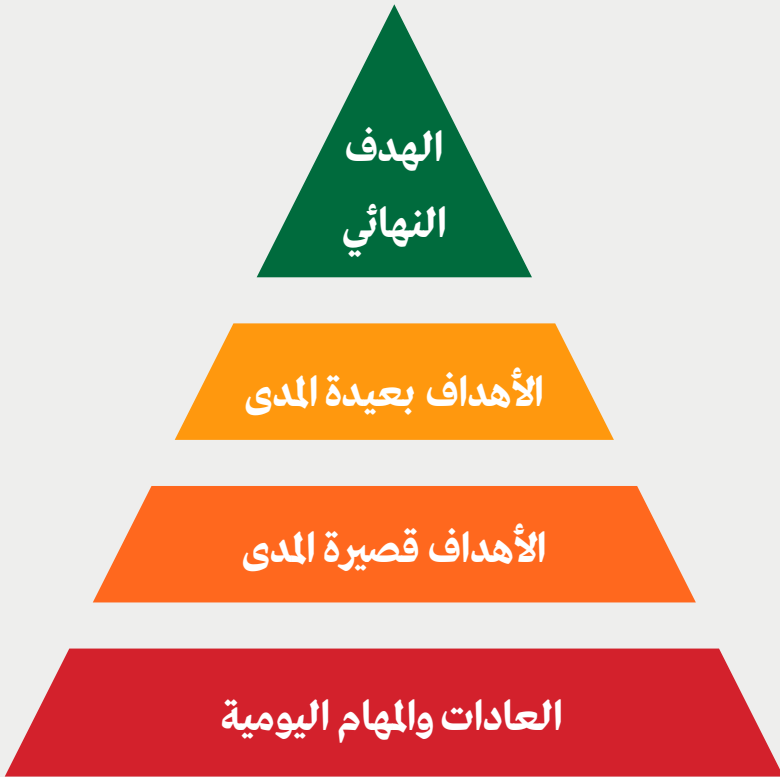 الهدف
النهائي
الأهداف بعيدة المدى
الأهداف قصيرة المدى
العادات والمهام اليومية